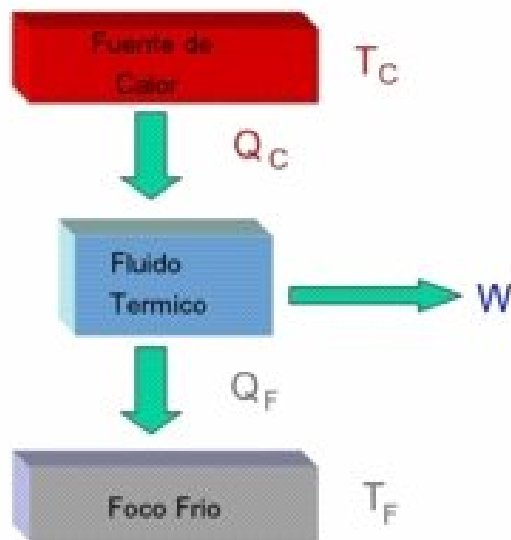 Fuente de
Calor
T_C
Q_C
Fluido
Termico
W
Q_F
Foco Frio
T_F